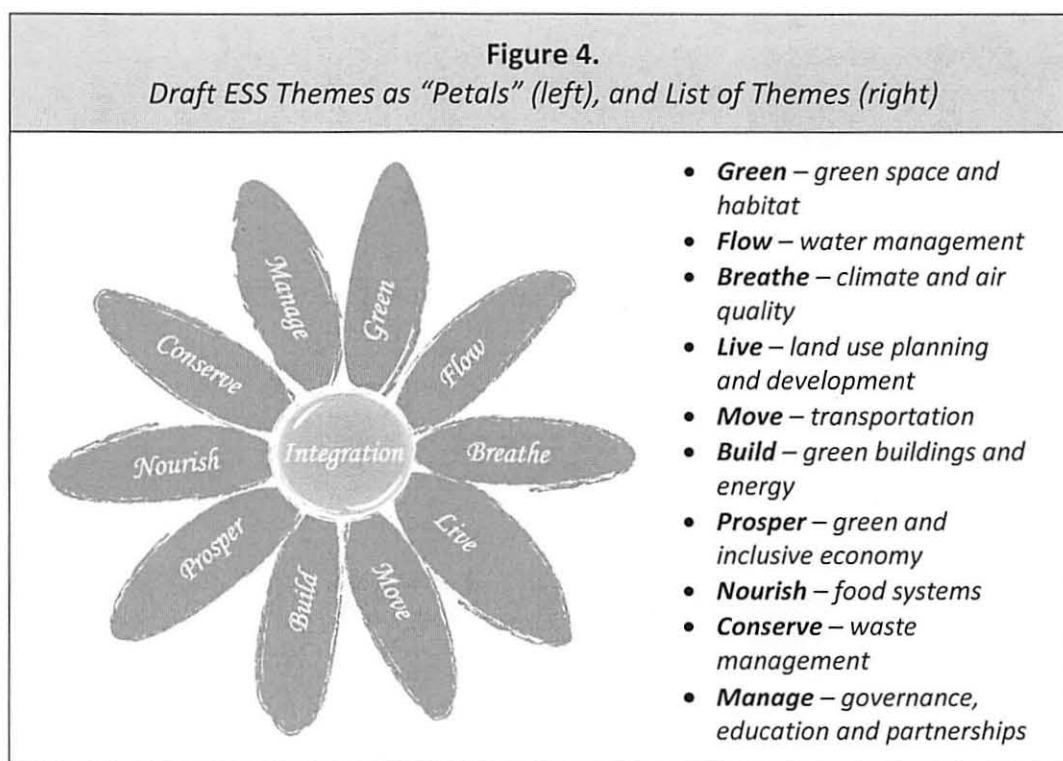 Figure 4.
Draft ESS Themes as “Petals” (left), and List of Themes (right)
Manage
Green
Conserve
Flow
Nourish
Integration
Breathe
Prosper
Live
Build
Move
• Green – green space and
habitat
• Flow – water management
• Breathe – climate and air
quality
• Live – land use planning
and development
• Move – transportation
• Build – green buildings and
energy
• Prosper – green and
inclusive economy
• Nourish – food systems
• Conserve – waste
management
• Manage – governance,
education and partnerships